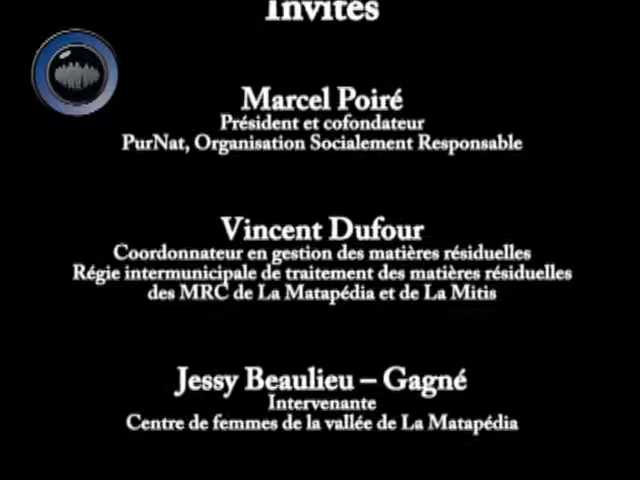 Invités
Marcel Poiré
Président et cofondateur
PurNat, Organisation Socialement Responsable
Vincent Dufour
Coordonnateur en gestion des matières résiduelles
Régie intermunicipale de traitement des matières résiduelles
des MRC de La Matapédia et de La Mitis
Jessy Beaulieu – Gagné
Intervenante
Centre de femmes de la vallée de La Matapédia